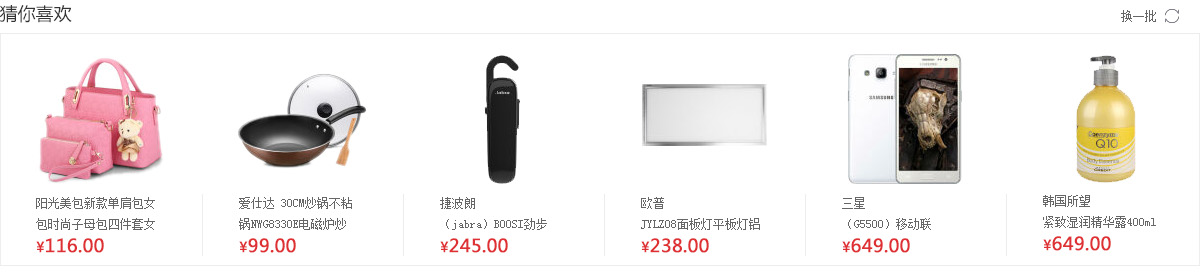 猜你喜欢
换一批
阳光美包新款单肩包女
包时尚子母包四件套女
¥116.00
爱仕达 30CM炒锅不粘
锅NWG8330E电磁炉炒
¥99.00
捷波朗
（jabra）BOOSI劲步
¥245.00
欧普
JYLZ08面板灯平板灯铝
¥238.00
三星
（G5500）移动联
¥649.00
韩国所望
紧致湿润精华露400ml
¥649.00
Jabra
SAMSUNG
Q10
Body Essence